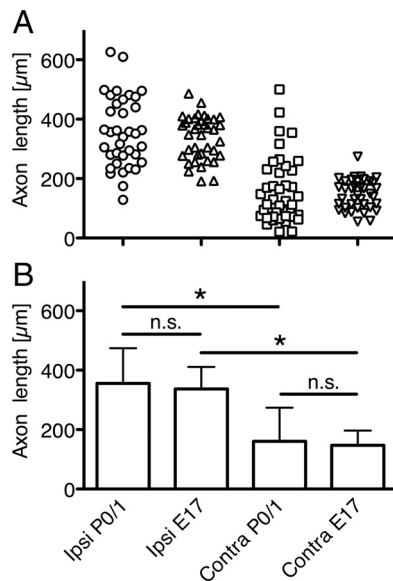 A
Axon length [µm]
600
400
200
0
B
Axon length [µm]
600
400
200
0
*
n.s.
*
n.s.
Ipsi P0/1
Ipsi E17
Contra P0/1
Contra E17